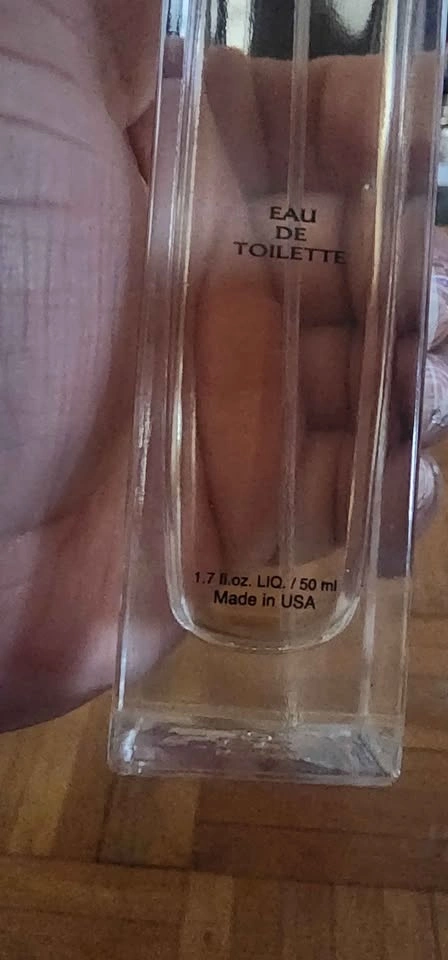 EAU
DE
TOILETTE
1.7 fl.oz. LIQ. / 50 ml
Made in USA